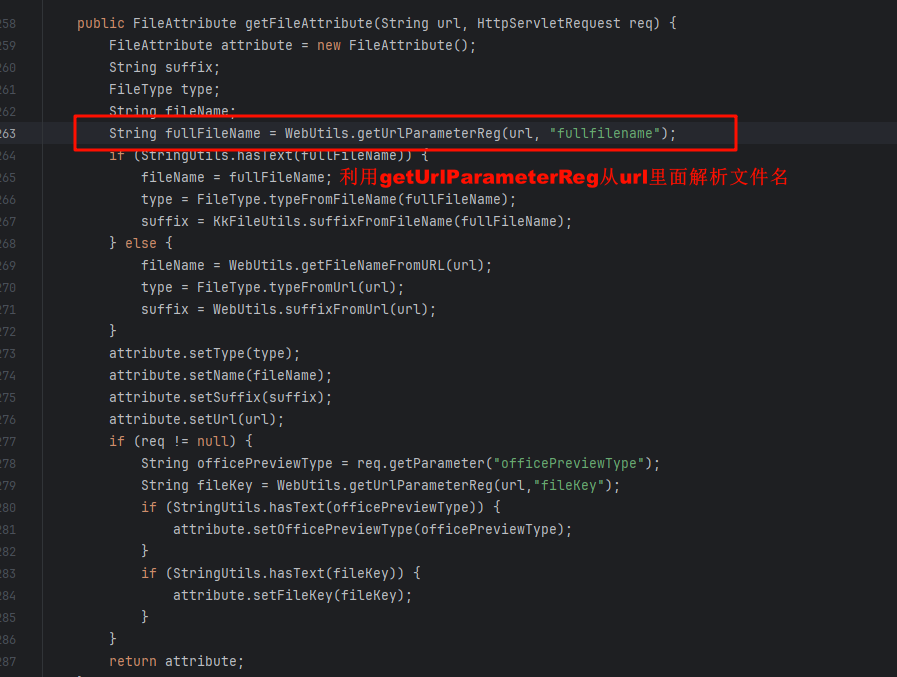 258 public FileAttribute getFileAttribute(String url, HttpServletRequest req) {
259 FileAttribute attribute = new FileAttribute();
260 String suffix;
261 FileType type;
262 String fileName;
263 String fullFileName = WebUtils.getUrlParameterReg(url, "fullfilename");
264 if (StringUtils.hasText(fullFileName)) {
265 fileName = fullFileName; 利用getUrlParameterReg从url里面解析文件名
266 type = FileType.typeFromFileName(fullFileName);
267 suffix = KkFileUtils.suffixFromFileName(fullFileName);
268 } else {
269 fileName = WebUtils.getFileNameFromURL(url);
270 type = FileType.typeFromUrl(url);
271 suffix = WebUtils.suffixFromUrl(url);
272 }
273 attribute.setType(type);
274 attribute.setName(fileName);
275 attribute.setSuffix(suffix);
276 attribute.setUrl(url);
277 if (req != null) {
278 String officePreviewType = req.getParameter("officePreviewType");
279 String fileKey = WebUtils.getUrlParameterReg(url,"fileKey");
280 if (StringUtils.hasText(officePreviewType)) {
281 attribute.setOfficePreviewType(officePreviewType);
282 }
283 if (StringUtils.hasText(fileKey)) {
284 attribute.setFileKey(fileKey);
285 }
286 }
287 return attribute;